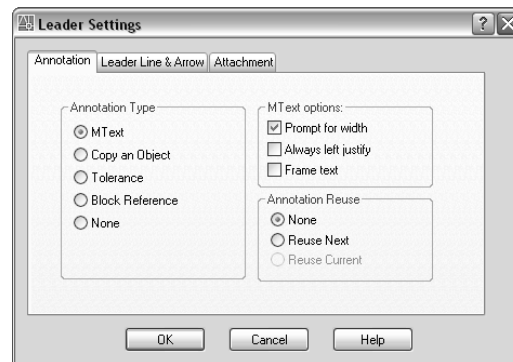 Leader Settings
Annotation Leader Line & Arrow Attachment
Annotation Type
MText
Copy an Object
Tolerance
Block Reference
None
MText options:
Prompt for width
Always left justify
Frame text
Annotation Reuse
None
Reuse Next
Reuse Current
OK Cancel Help